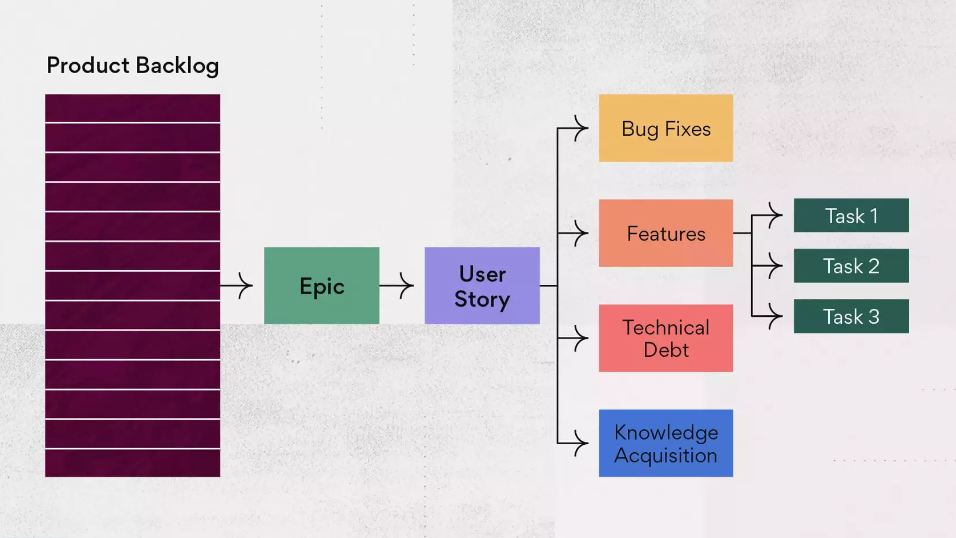 Product Backlog
Epic
User
Story
Bug Fixes
Features
Technical
Debt
Knowledge
Acquisition
Task 1
Task 2
Task 3